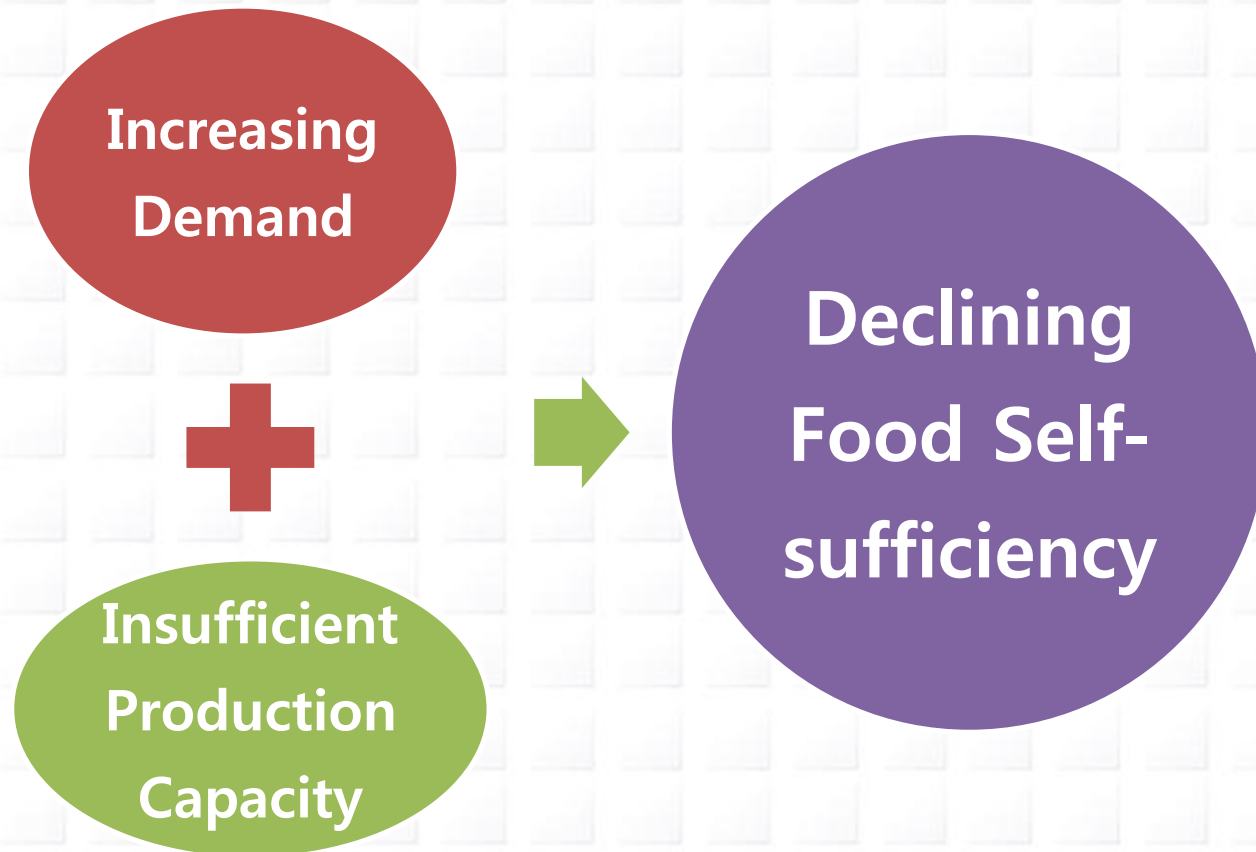 Increasing
Demand
Insufficient
Production
Capacity
Declining
Food Self-
sufficiency